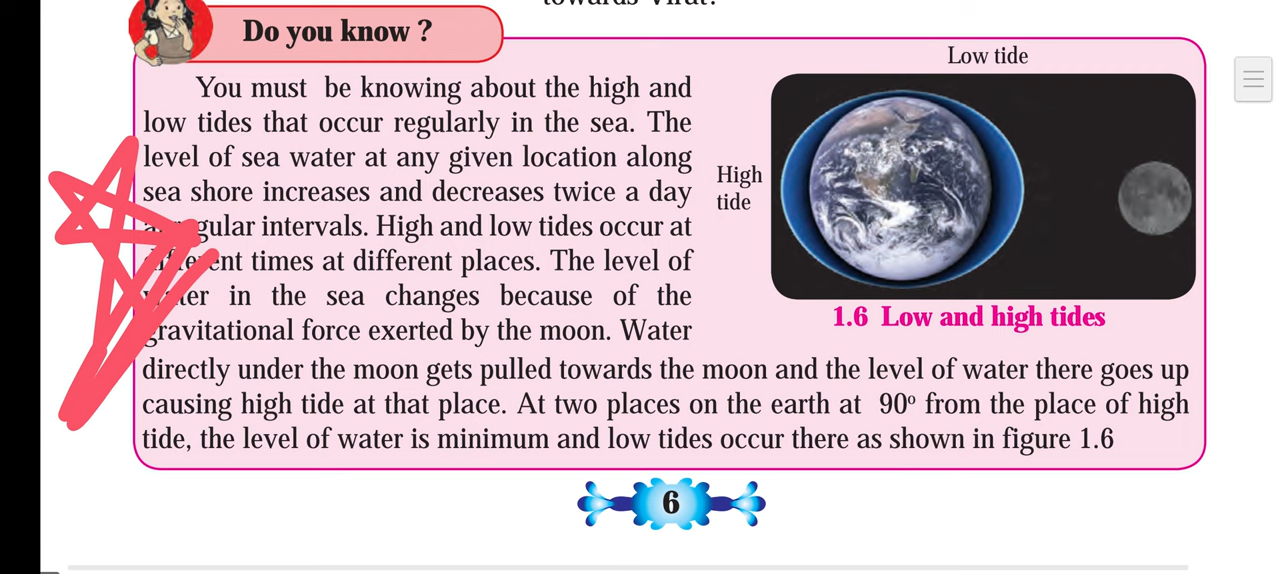 Do you know ?
You must be knowing about the high and
low tides that occur regularly in the sea. The
level of sea water at any given location along
sea shore increases and decreases twice a day
intervals. High and low tides occur at
times at different places. The level of
in the sea changes because of the
gravitational force exerted by the moon. Water
directly under the moon gets pulled towards the moon and the level of water there goes up
causing high tide at that place. At two places on the earth at 90º from the place of high
tide, the level of water is minimum and low tides occur there as shown in figure 1.6
Low tide
High
tide
1.6 Low and high tides
6